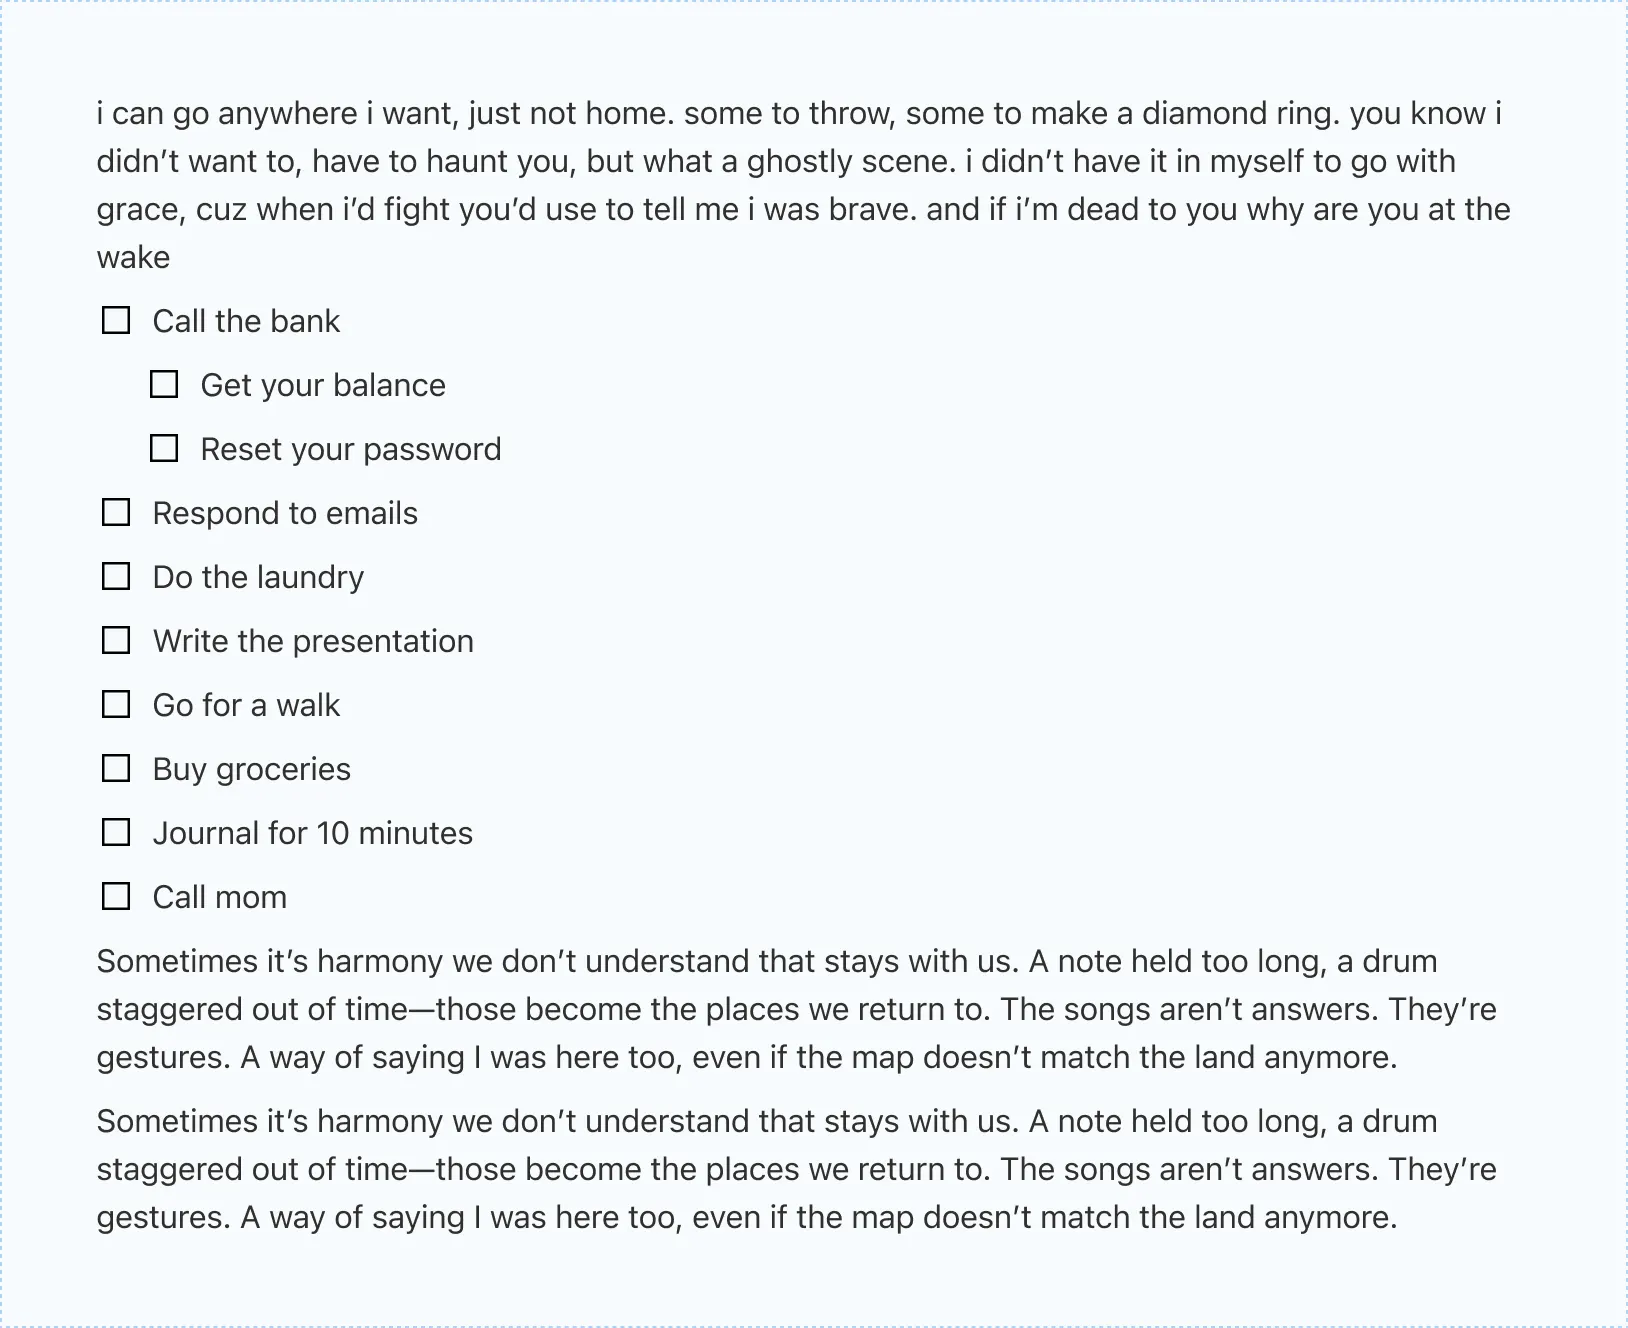 i can go anywhere i want, just not home. some to throw, some to make a diamond ring. you know i
didn’t want to, have to haunt you, but what a ghostly scene. i didn’t have it in myself to go with
grace, cuz when i’d fight you’d use to tell me i was brave. and if i’m dead to you why are you at the
wake
Call the bank
Get your balance
Reset your password
Respond to emails
Do the laundry
Write the presentation
Go for a walk
Buy groceries
Journal for 10 minutes
Call mom
Sometimes it’s harmony we don’t understand that stays with us. A note held too long, a drum
staggered out of time—those become the places we return to. The songs aren’t answers. They’re
gestures. A way of saying I was here too, even if the map doesn’t match the land anymore.
Sometimes it’s harmony we don’t understand that stays with us. A note held too long, a drum
staggered out of time—those become the places we return to. The songs aren’t answers. They’re
gestures. A way of saying I was here too, even if the map doesn’t match the land anymore.